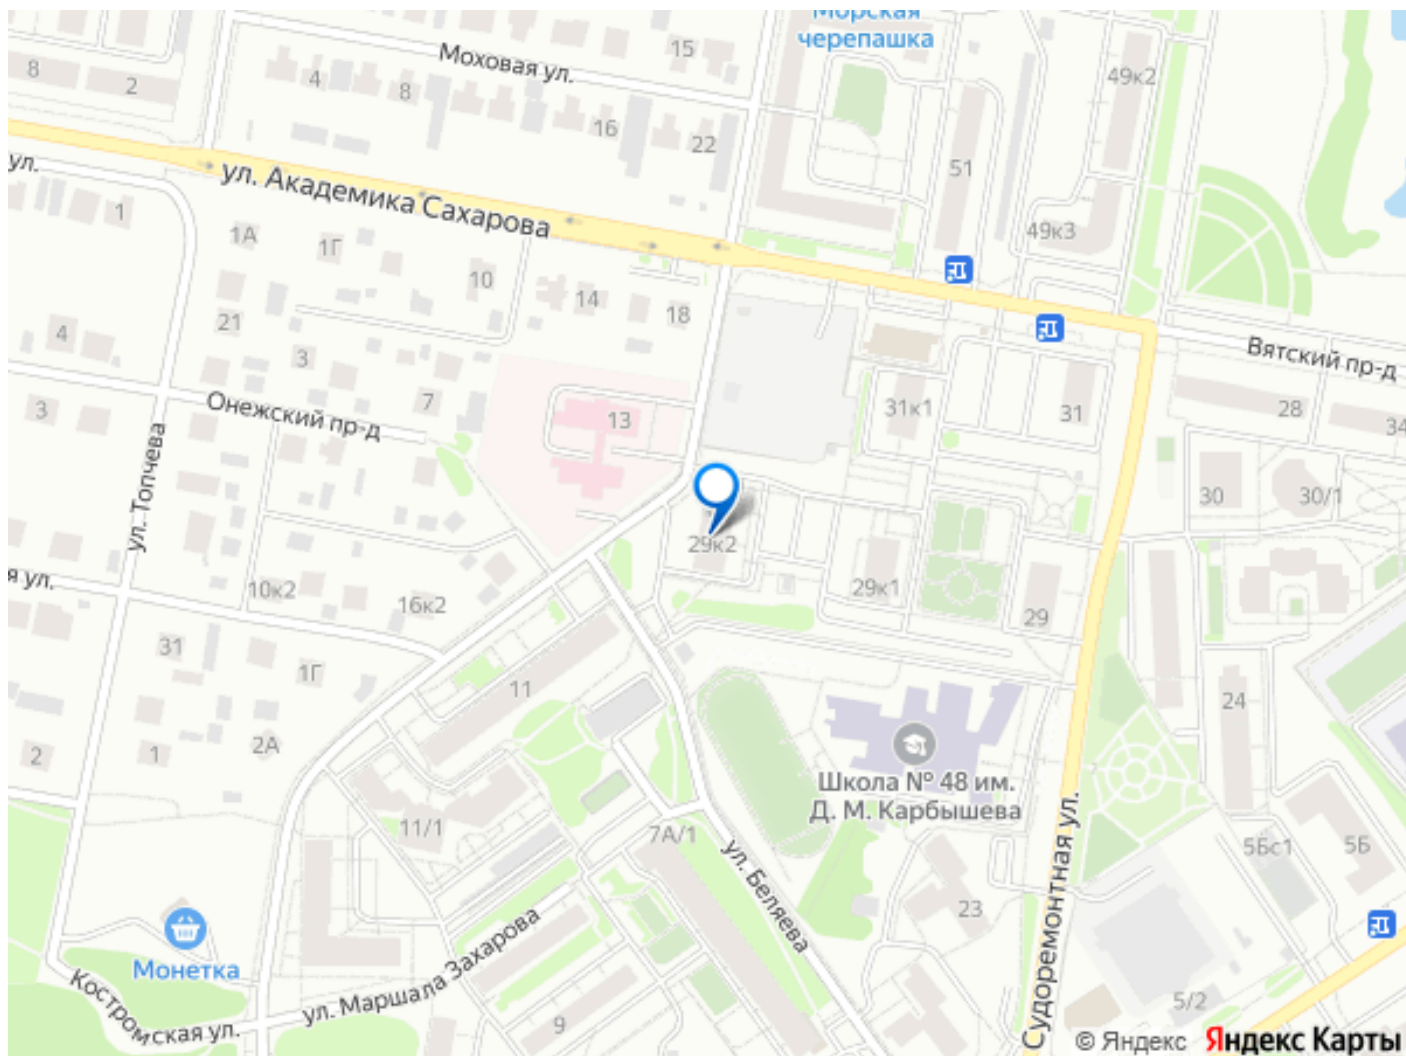 Морская
черепашка
15
Моховая ул.
49к2
8
2
4
8
16
22
51
ул.
ул. Академика Сахарова
1
1А
1Г
49к3
10
14
18
21
4
3
Вятский пр-д
7
3
Онежский пр-д
13
31к1
31
28
34
ул. Топчева
30
30/1
29к2
я ул.
10к2
16к2
29к1
29
31
1Г
11
24
2А
2
1
Школа № 48 им.
Д. М. Карбышева
11/1
7А/1
5Бс1
5Б
ул. Беляева
Судоремонтная ул.
23
Монетка
ул. Маршала Захарова
Костромская ул.
9
5/2
© Яндекс Яндекс Карты